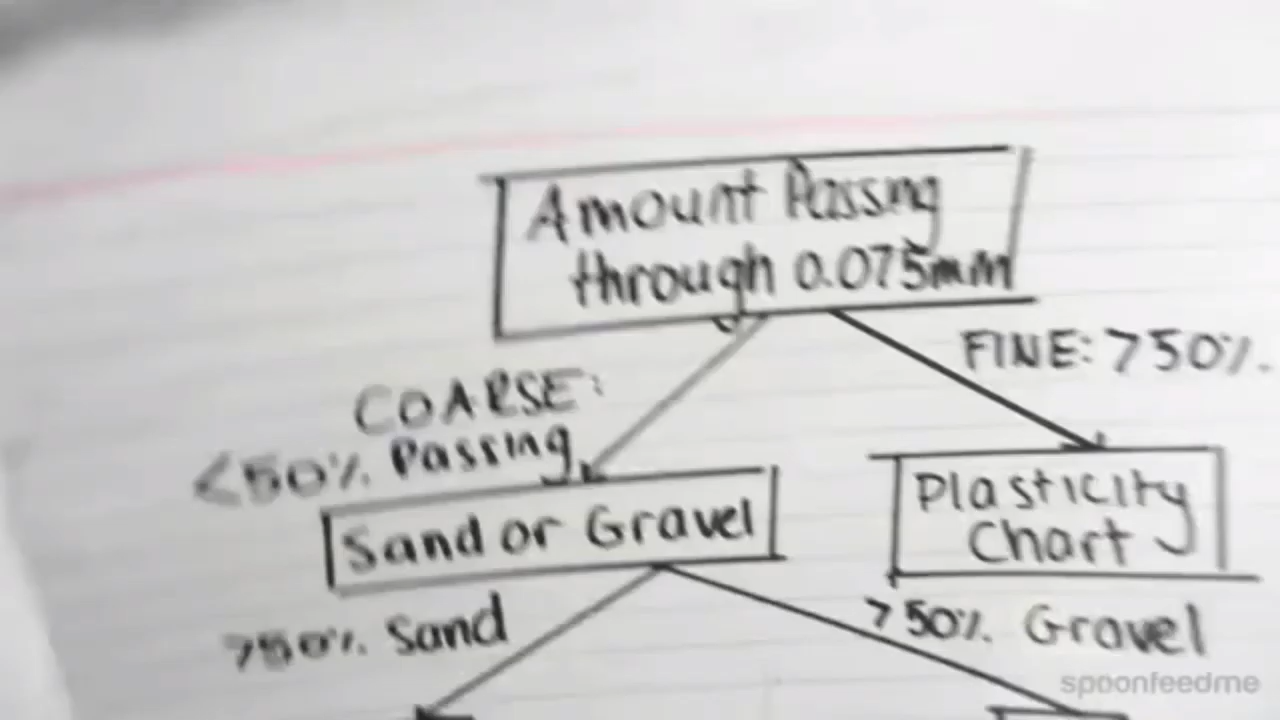 Amount Passing
through 0.075mm
COARSE:
<50% Passing
FINE: >50%.
Sand or Gravel
Plasticity
Chart
>50% Sand
>50% Gravel
spoonfeedme